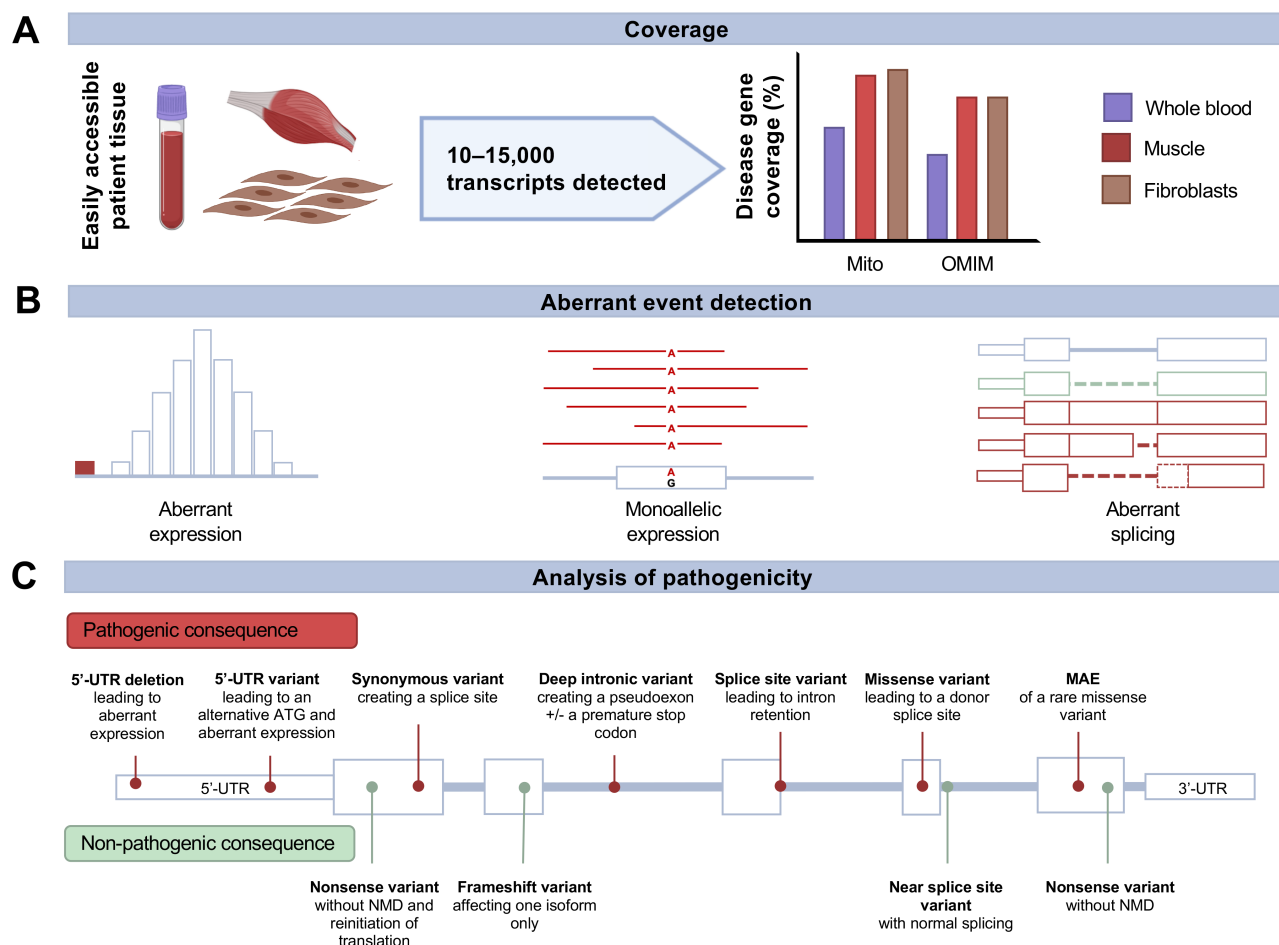 A
Coverage
Easily accessible
patient tissue
10–15,000
transcripts detected
Disease gene
coverage (%)
Mito
OMIM
Whole blood
Muscle
Fibroblasts
B
Aberrant event detection
Aberrant
expression
A
A
A
A
A
A
A
G
Monoallelic
expression
Aberrant
splicing
C
Analysis of pathogenicity
Pathogenic consequence
5’-UTR deletion
leading to
aberrant
expression
5’-UTR variant
leading to an
alternative ATG and
aberrant expression
Synonymous variant
creating a splice site
Deep intronic variant
creating a pseudoexon
+/- a premature stop
codon
Splice site variant
leading to intron
retention
Missense variant
leading to a donor
splice site
MAE
of a rare missense
variant
5’-UTR
3’-UTR
Non-pathogenic consequence
Nonsense variant
without NMD and
reinitiation of
translation
Frameshift variant
affecting one isoform
only
Near splice site
variant
with normal splicing
Nonsense variant
without NMD